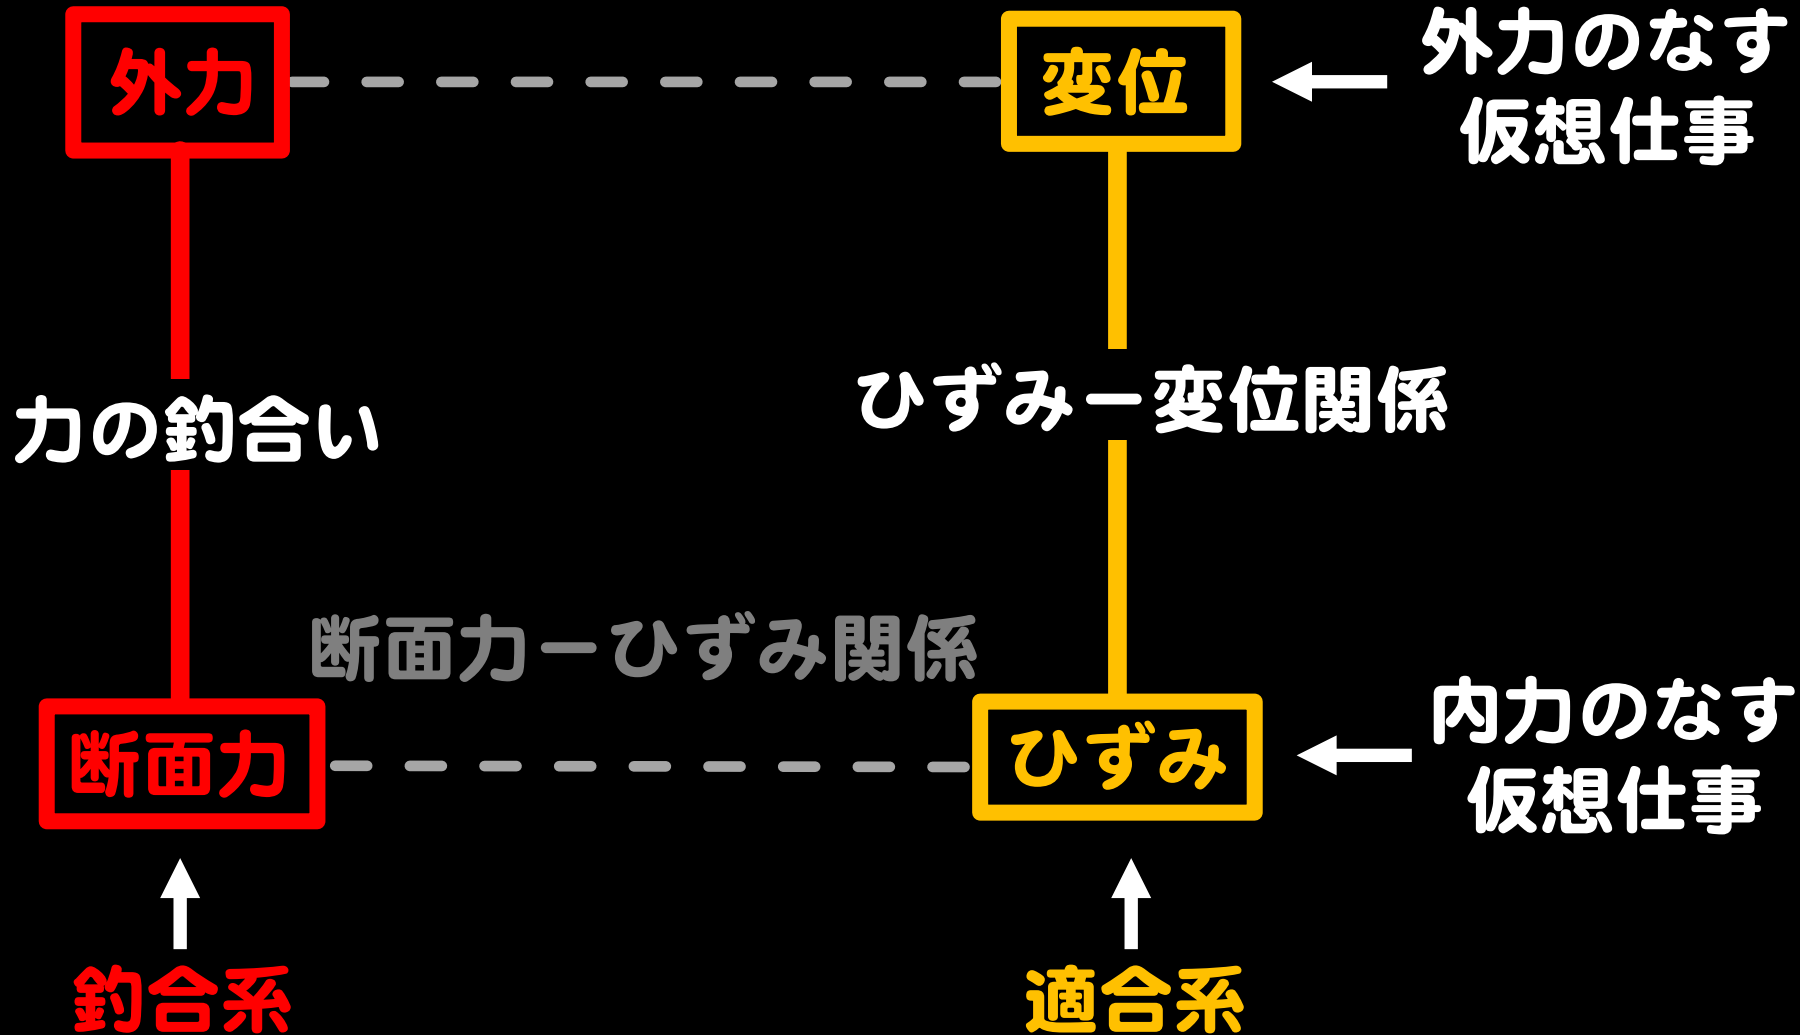 外力
変位
外力のなす
仮想仕事
力の釣合い
ひずみー変位関係
断面力ーひずみ関係
断面力
ひずみ
内力のなす
仮想仕事
釣合系
適合系